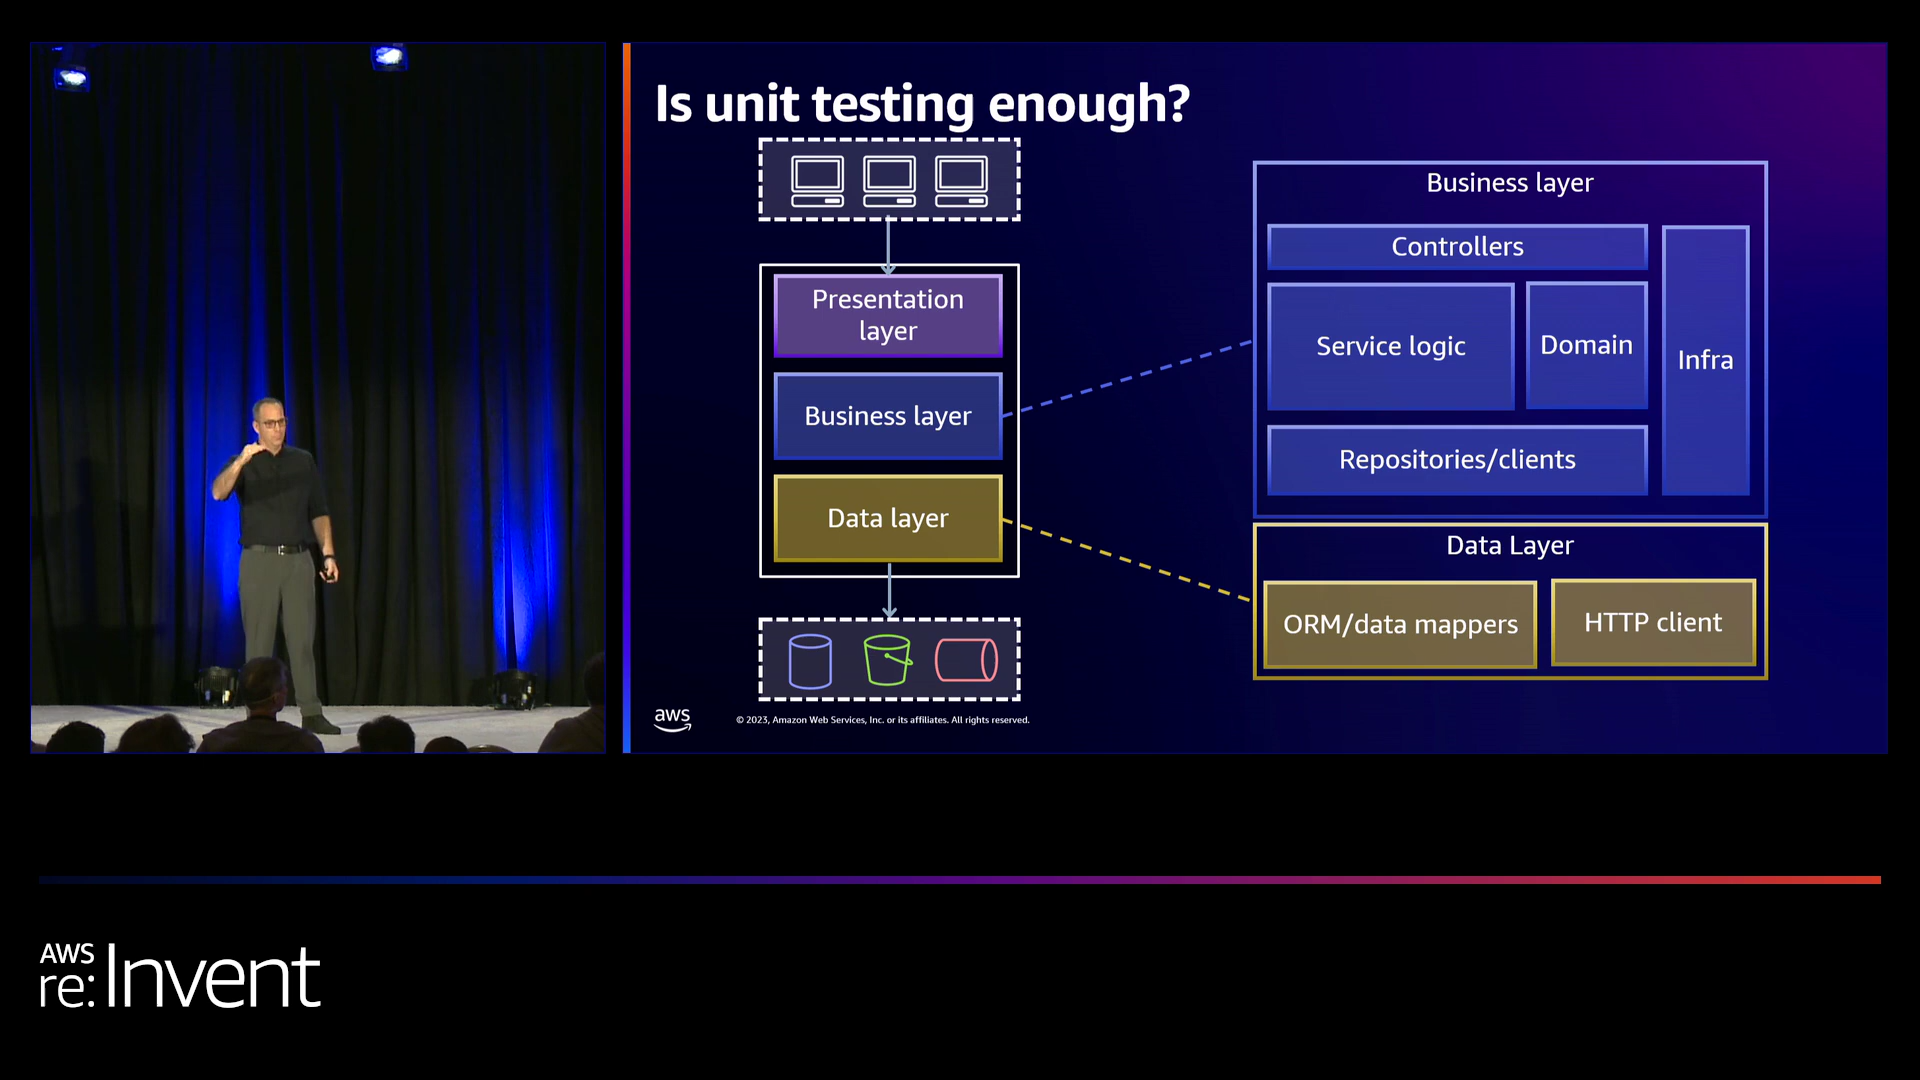 Is unit testing enough?
Presentation
layer
Business layer
Data layer
Business layer
Controllers
Service logic
Domain
Infra
Repositories/clients
Data Layer
ORM/data mappers
HTTP client
aws
© 2023, Amazon Web Services, Inc. or its affiliates. All rights reserved.
AWS
re:Invent